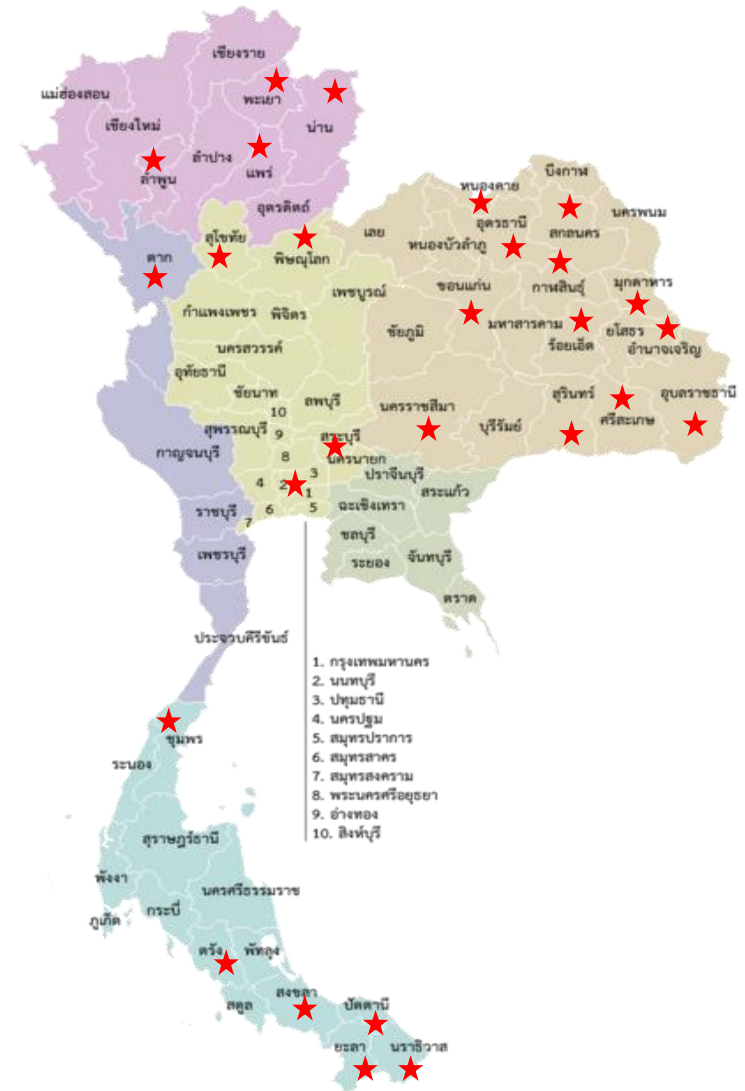 เชียงราย
แม่ฮ่องสอน
พะเยา
เชียงใหม่
น่าน
ลำปาง
ลำพูน
แพร่
อุตรดิตถ์
บึงกาฬ
หนองคาย
นครพนม
เลย
อุดรธานี
สกลนคร
หนองบัวลำภู
สุโขทัย
ตาก
พิษณุโลก
ขอนแก่น
กาฬสินธุ์
มุกดาหาร
เพชรบูรณ์
กำแพงเพชร
พิจิตร
ชัยภูมิ
มหาสารคาม
ร้อยเอ็ด
ยโสธร
อำนาจเจริญ
นครสวรรค์
อุทัยธานี
ชัยนาท
ลพบุรี
นครราชสีมา
บุรีรัมย์
สุรินทร์
ศรีสะเกษ
อุบลราชธานี
10
สุพรรณบุรี
9
สระบุรี
กาญจนบุรี
8
นครนายก
ปราจีนบุรี
4
2
3
1
สระแก้ว
ราชบุรี
6
5
ฉะเชิงเทรา
7
ชลบุรี
เพชรบุรี
ระยอง
จันทบุรี
ตราด
ประจวบคีรีขันธ์
1. กรุงเทพมหานคร
2. นนทบุรี
3. ปทุมธานี
4. นครปฐม
5. สมุทรปราการ
6. สมุทรสาคร
7. สมุทรสงคราม
8. พระนครศรีอยุธยา
9. อ่างทอง
10. สิงห์บุรี
ชุมพร
ระนอง
สุราษฎร์ธานี
พังงา
นครศรีธรรมราช
กระบี่
ภูเก็ต
ตรัง
พัทลุง
สตูล
สงขลา
ปัตตานี
ยะลา
นราธิวาส